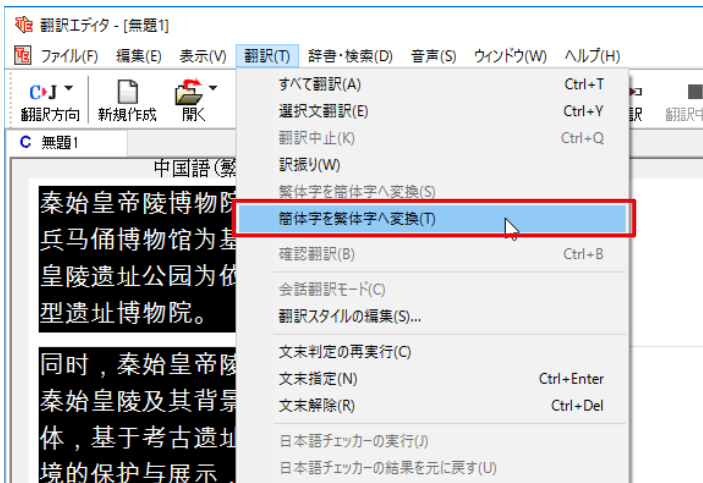 翻訳エディタ - [無題1]
ファイル(F) 編集(E) 表示(V) 翻訳(T) 辞書・検索(D) 音声(S) ウィンドウ(W) ヘルプ(H)
C▸J
翻訳方向 新規作成 開く 訳 翻訳中
C 無題1
中国語(繁
秦始皇帝陵博物院
兵马俑博物馆为基
皇陵遗址公园为依
型遗址博物院。
同时，秦始皇帝陵
秦始皇陵及其背景
体，基于考古遗址
境的保护与展示，
すべて翻訳(A) Ctrl+T
選択文翻訳(E) Ctrl+Y
翻訳中止(K) Ctrl+Q
訳振り(W)
繁体字を簡体字へ変換(S)
簡体字を繁体字へ変換(T)
確認翻訳(B) Ctrl+B
会話翻訳モード(C)
翻訳スタイルの編集(S)...
文末判定の再実行(C)
文末指定(N) Ctrl+Enter
文末解除(R) Ctrl+Del
日本語チェッカーの実行(J)
日本語チェッカーの結果を元に戻す(U)